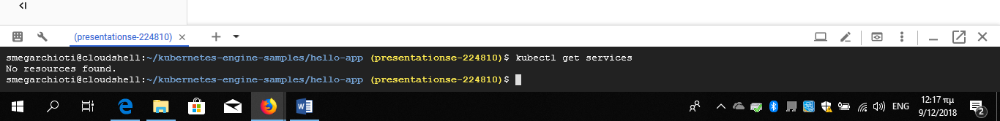 (presentationse-224810)
smegarchioti@cloudshell:~/kubernetes-engine-samples/hello-app (presentationse-224810)$ kubectl get services
No resources found.
smegarchioti@cloudshell:~/kubernetes-engine-samples/hello-app (presentationse-224810)$
ENG
12:17 πμ
9/12/2018
2